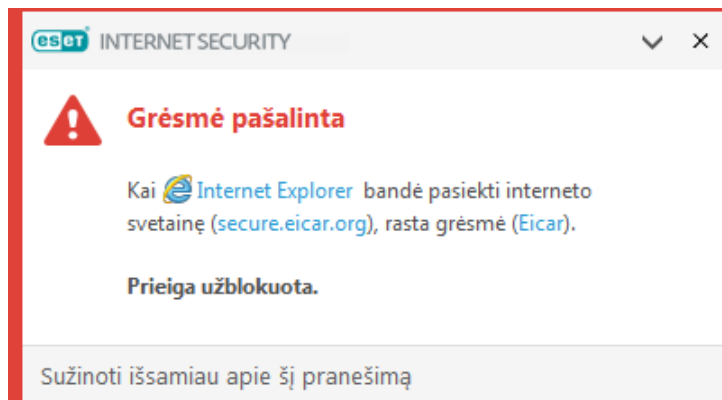 eset INTERNET SECURITY
Grėsmė pašalinta
Kai Internet Explorer bandė pasiekti interneto
svetainę (secure.eicar.org), rasta grėsmė (Eicar).
Prieiga užblokuota.
Sužinoti išsamiau apie šį pranešimą